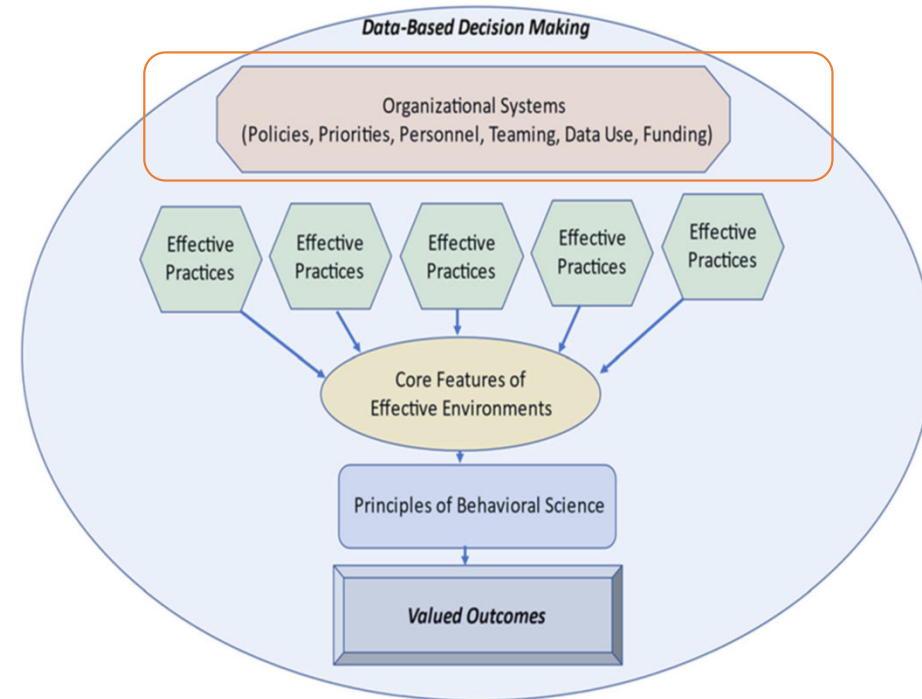 Data-Based Decision Making
Organizational Systems
(Policies, Priorities, Personnel, Teaming, Data Use, Funding)
Effective
Practices
Effective
Practices
Effective
Practices
Effective
Practices
Effective
Practices
Core Features of
Effective Environments
Principles of Behavioral Science
Valued Outcomes